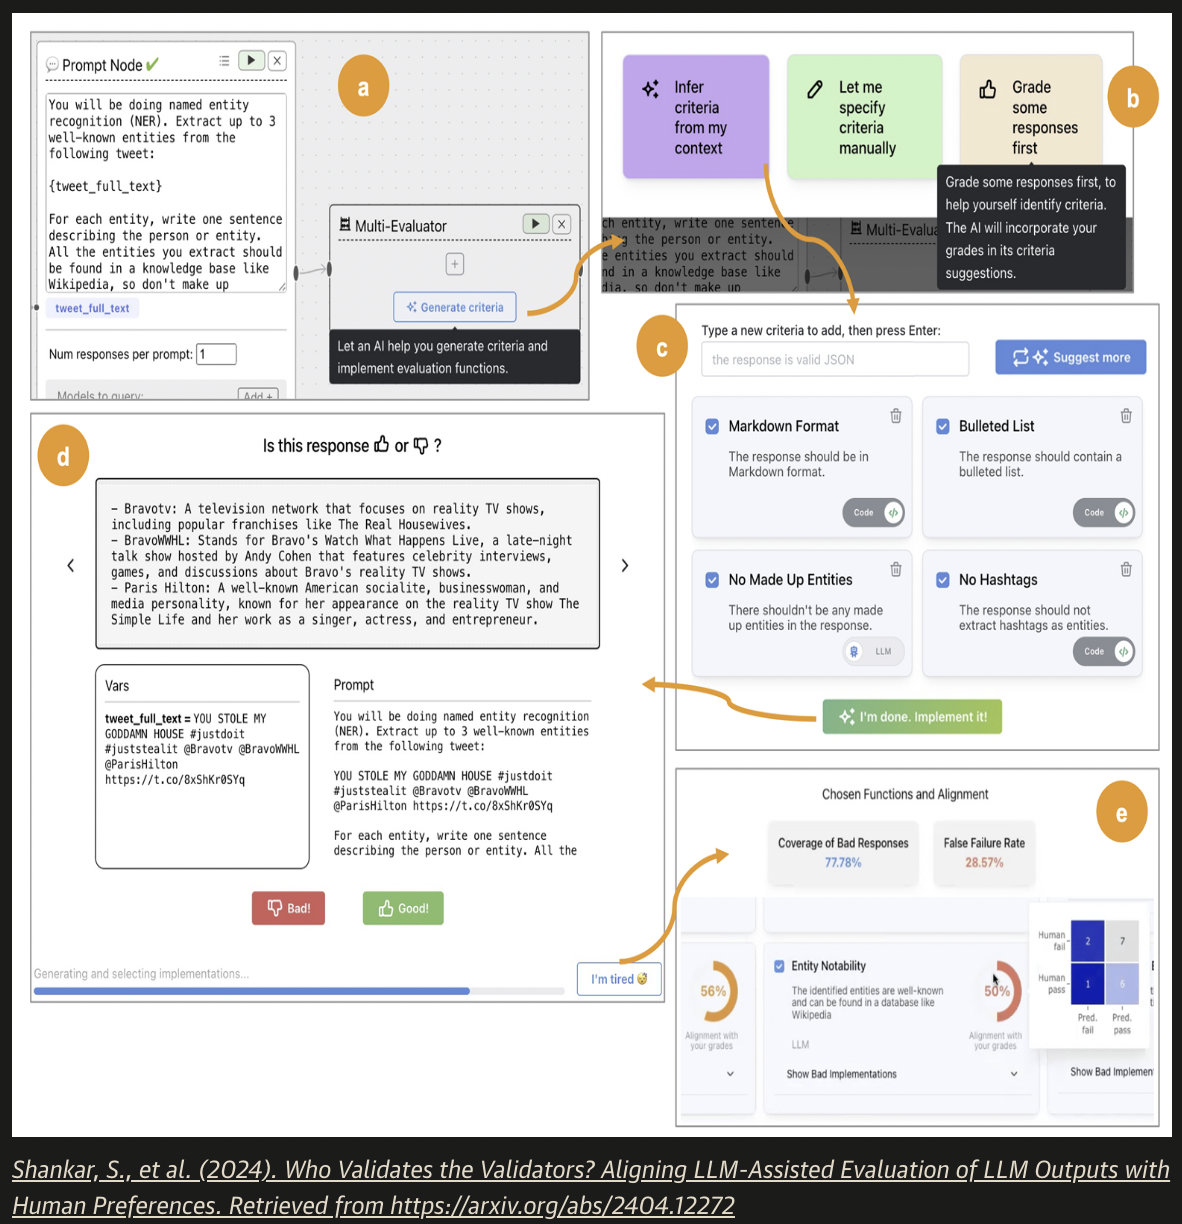 Prompt Node
a
You will be doing named entity
recognition (NER). Extract up to 3
well-known entities from the
following tweet:
{tweet_full_text}
For each entity, write one sentence
describing the person or entity.
All the entities you extract should
be found in a knowledge base like
Wikipedia, so don't make up
tweet_full_text
Num responses per prompt: 1
Models to query:
Add +
Multi-Evaluator
+
Generate criteria
Let an AI help you generate criteria and
implement evaluation functions.
b
Infer
criteria
from my
context
Let me
specify
criteria
manually
Grade
some
responses
first
Grade some responses first, to
help yourself identify criteria.
The AI will incorporate your
grades in its criteria
suggestions.
ch entity, write one sentence
ng the person or entity.
e entities you extract should
nd in a knowledge base like
dia, so don't make up
Multi-Evalua
c
Type a new criteria to add, then press Enter:
the response is valid JSON
Suggest more
Markdown Format
The response should be in
Markdown format.
Code
Bulleted List
The response should contain a
bulleted list.
Code
No Made Up Entities
There shouldn't be any made
up entities in the response.
LLM
No Hashtags
The response should not
extract hashtags as entities.
Code
I'm done. Implement it!
d
Is this response or ?
– Bravotv: A television network that focuses on reality TV shows,
including popular franchises like The Real Housewives.
– BravoWWHL: Stands for Bravo's Watch What Happens Live, a late-night
talk show hosted by Andy Cohen that features celebrity interviews,
games, and discussions about Bravo's reality TV shows.
– Paris Hilton: A well-known American socialite, businesswoman, and
media personality, known for her appearance on the reality TV show The
Simple Life and her work as a singer, actress, and entrepreneur.
Vars
tweet_full_text = YOU STOLE MY
GODDAMN HOUSE #justdoit
#juststealit @Bravotv @BravoWWHL
@ParisHilton
https://t.co/8xShKr0SYq
Prompt
You will be doing named entity recognition
(NER). Extract up to 3 well-known entities
from the following tweet:
YOU STOLE MY GODDAMN HOUSE #justdoit
#juststealit @Bravotv @BravoWWHL
@ParisHilton https://t.co/8xShKr0SYq
For each entity, write one sentence
describing the person or entity. All the
Bad!
Good!
Generating and selecting implementations...
I'm tired
e
Chosen Functions and Alignment
Coverage of Bad Responses
77.78%
False Failure Rate
28.57%
56%
Alignment with
your grades
Entity Notability
The identified entities are well-known
and can be found in a database like
Wikipedia
LLM
50%
Alignment with
your grades
Show Bad Implementations
Human
fail
2
7
Human
pass
1
6
Pred.
fail
Pred.
pass
Show Bad Implemen
Shankar, S., et al. (2024). Who Validates the Validators? Aligning LLM-Assisted Evaluation of LLM Outputs with
Human Preferences. Retrieved from https://arxiv.org/abs/2404.12272